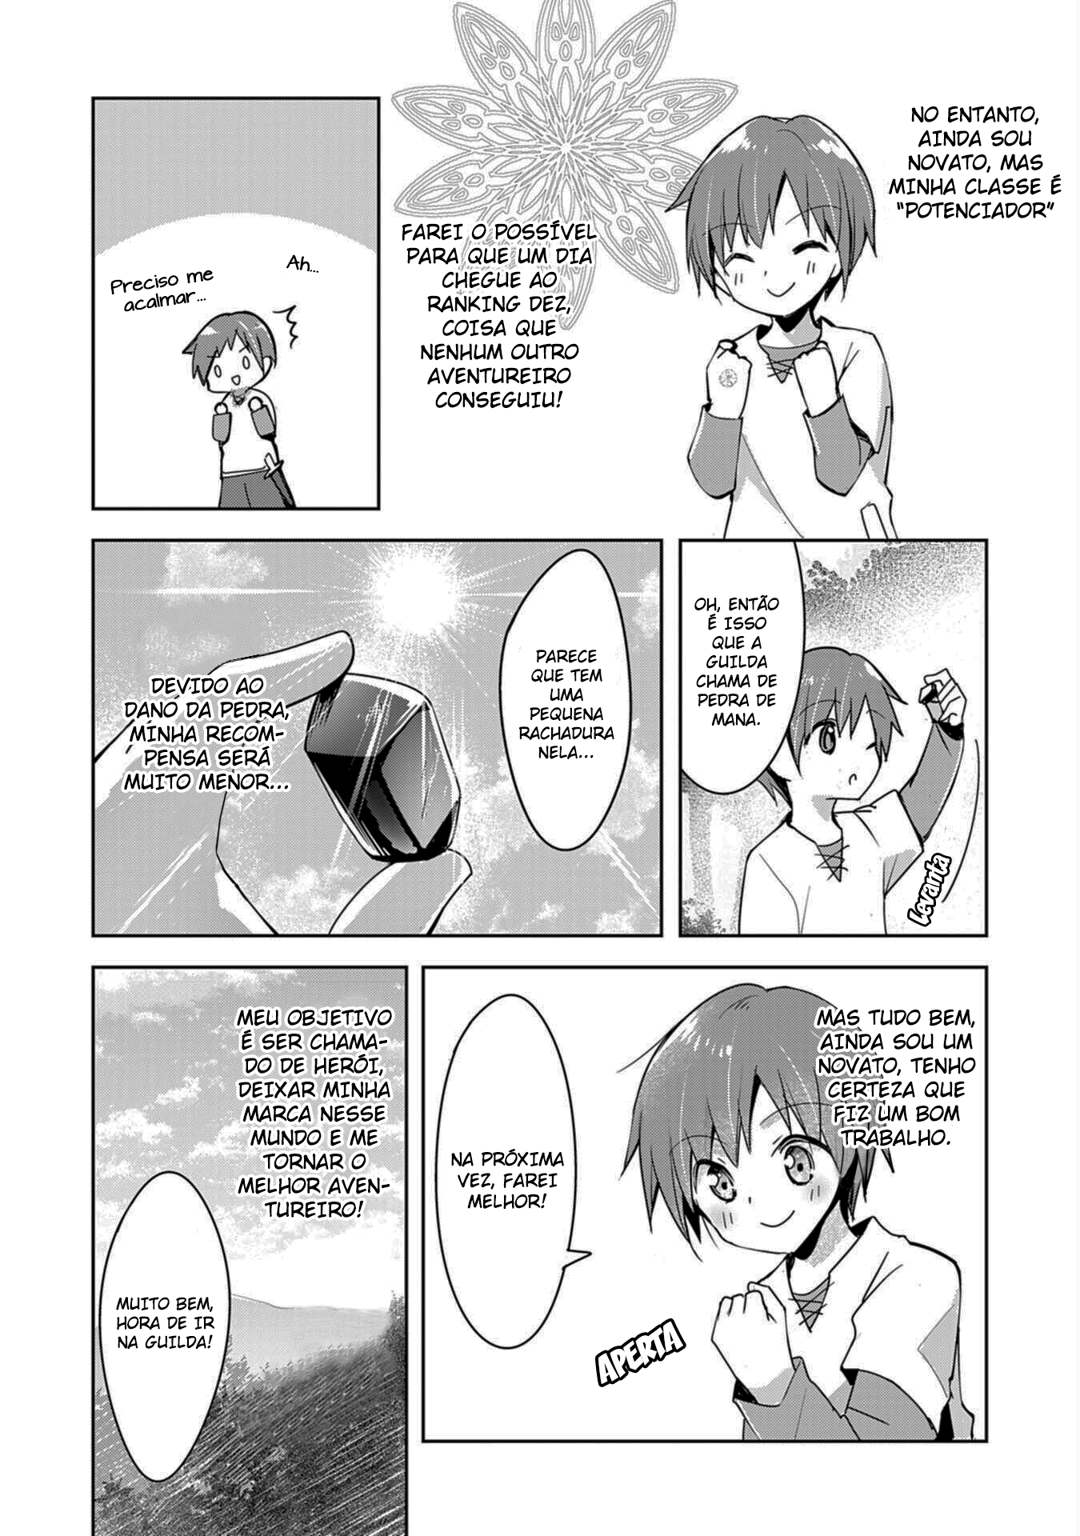 NO ENTANTO,
AINDA SOU
NOVATO, MAS
MINHA CLASSE É
"POTENCIADOR"
FAREI O POSSÍVEL
PARA QUE UM DIA
CHEGUE AO
RANKING DEZ,
COISA QUE
NENHUM OUTRO
AVENTUREIRO
CONSEGUIU!
Ah...
Preciso me
acalmar...
OH, ENTÃO
É ISSO
QUE A
GUILDA
CHAMA DE
PEDRA DE
MANA.
Levanta
PARECE
QUE TEM
UMA
PEQUENA
RACHADURA
NELA...
DEVIDO AO
DANO DA PEDRA,
MINHA RECOM-
PENSA SERÁ
MUITO MENOR...
MAS TUDO BEM,
AINDA SOU UM
NOVATO, TENHO
CERTEZA QUE
FIZ UM BOM
TRABALHO.
NA PRÓXIMA
VEZ, FAREI
MELHOR!
APERTA
MEU OBJETIVO
É SER CHAMA-
DO DE HERÓI,
DEIXAR MINHA
MARCA NESSE
MUNDO E ME
TORNAR O
MELHOR AVEN-
TUREIRO!
MUITO BEM,
HORA DE IR
NA GUILDA!